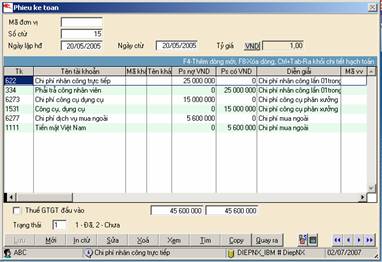 Phieu ke toan
Mã đơn vị
Số ctừ 15
Ngày lập hđ 20/05/2005 Ngày ctừ 20/05/2005 Tỷ giá VND 1,00
F4-Thêm dòng mới, F8-Xóa dòng, Ctrl+Tab-Ra khỏi chi tiết hạch toán
Tk Tên tài khoản Mã khá Tên khá Ps nợ VND Ps có VND Diễn giải Mã vv
622 Chi phí nhân công trực tiếp 25 000 000 0 Chi phí nhân công lần 01trong
334 Phải trả công nhân viên 0 25 000 000 Chi phí nhân công lần 01trong
6273 Chi phí công cụ dụng cụ 15 000 000 0 Chi phí công cụ phân xưởng
1531 Công cụ, dụng cụ 0 15 000 000 Chi phí công cụ phân xưởng
6277 Chi phí dịch vụ mua ngoài 5 600 000 0 Chi phí mua ngoài
1111 Tiền mặt Việt Nam 0 5 600 000 Chi phí mua ngoài
Thuế GTGT đầu vào 45 600 000 45 600 000
Trạng thái 1 1 - Đã, 2 - Chưa
Lưu Mới In ctừ Sửa Xoá Xem Tìm Copy Quay ra
ABC Chi phí nhân công trực tiếp DIEPNX_IBM # DiepNX 02/07/2007